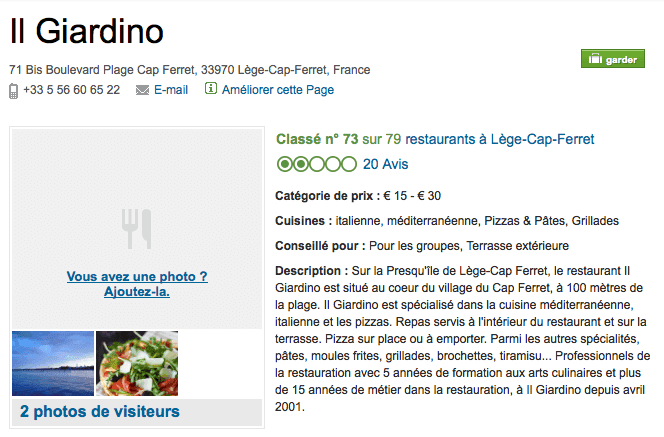 Il Giardino
71 Bis Boulevard Plage Cap Ferret, 33970 Lège-Cap-Ferret, France
garder
+33 5 56 60 65 22 E-mail Améliorer cette Page
Classé n° 73 sur 79 restaurants à Lège-Cap-Ferret
20 Avis
Catégorie de prix : € 15 - € 30
Cuisines : italienne, méditerranéenne, Pizzas & Pâtes, Grillades
Conseillé pour : Pour les groupes, Terrasse extérieure
Description : Sur la Presqu'île de Lège-Cap Ferret, le restaurant Il
Giardino est situé au coeur du village du Cap Ferret, à 100 mètres de
la plage. Il Giardino est spécialisé dans la cuisine méditerranéenne,
italienne et les pizzas. Repas servis à l'intérieur du restaurant et sur la
terrasse. Pizza sur place ou à emporter. Parmi les autres spécialités,
pâtes, moules frites, grillades, brochettes, tiramisu... Professionnels de
la restauration avec 5 années de formation aux arts culinaires et plus
de 15 années de métier dans la restauration, à Il Giardino depuis avril
2001.
Vous avez une photo ?
Ajoutez-la.
2 photos de visiteurs